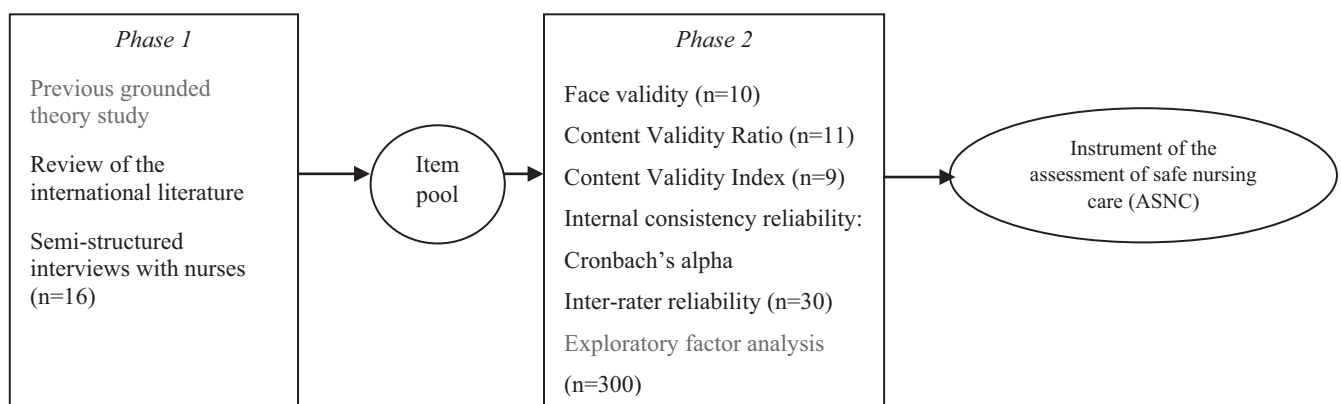 Phase 1
Previous grounded
theory study
Review of the
international literature
Semi-structured
interviews with nurses
(n=16)
Item
pool
Phase 2
Face validity (n=10)
Content Validity Ratio (n=11)
Content Validity Index (n=9)
Internal consistency reliability:
Cronbach’s alpha
Inter-rater reliability (n=30)
Exploratory factor analysis
(n=300)
Instrument of the
assessment of safe nursing
care (ASNC)